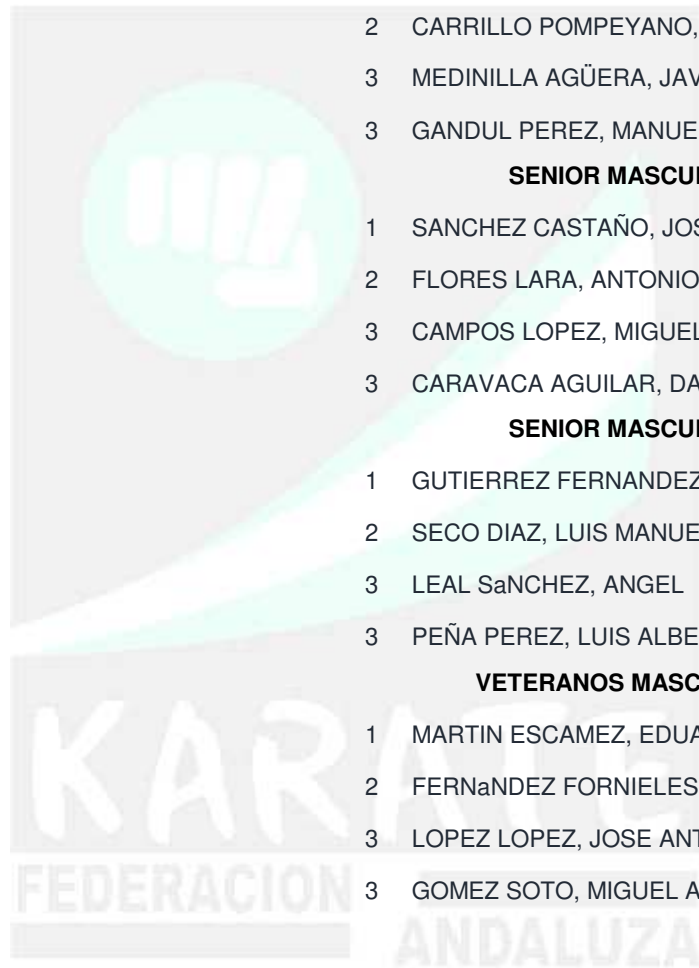 2 CARRILLO POMPEYANO,
3 MEDINILLA AGÜERA, JAV
3 GANDUL PEREZ, MANUE
SENIOR MASCU
1 SANCHEZ CASTAÑO, JOS
2 FLORES LARA, ANTONIO
3 CAMPOS LOPEZ, MIGUEL
3 CARAVACA AGUILAR, DA
SENIOR MASCU
1 GUTIERREZ FERNANDEZ
2 SECO DIAZ, LUIS MANUE
3 LEAL SaNCHEZ, ANGEL
3 PEÑA PEREZ, LUIS ALBE
VETERANOS MASC
1 MARTIN ESCAMEZ, EDUA
2 FERNaNDEZ FORNIELES
3 LOPEZ LOPEZ, JOSE ANT
3 GOMEZ SOTO, MIGUEL A
KARATE
FEDERACION
ANDALUZA